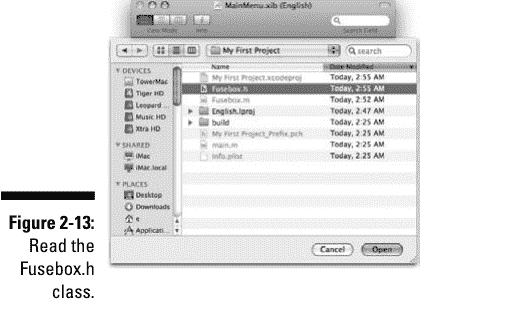 MainMenu.xib (English)
View Mode Info Search Field
My First Project search
Name Date Modified
DEVICES
TowerMac
Tiger HD
Leopard ...
Music HD
Xtra HD
SHARED
iMac
iMac.local
PLACES
Desktop
Downloads
e
Applicati...
My First Project.xcodeproj Today, 2:55 AM
Fusebox.h Today, 2:55 AM
Fusebox.m Today, 2:52 AM
English.lproj Today, 2:47 AM
build Today, 2:25 AM
My First Project_Prefix.pch Today, 2:25 AM
main.m Today, 2:25 AM
Info.plist Today, 2:25 AM
Cancel Open
Figure 2-13:
Read the
Fusebox.h
class.